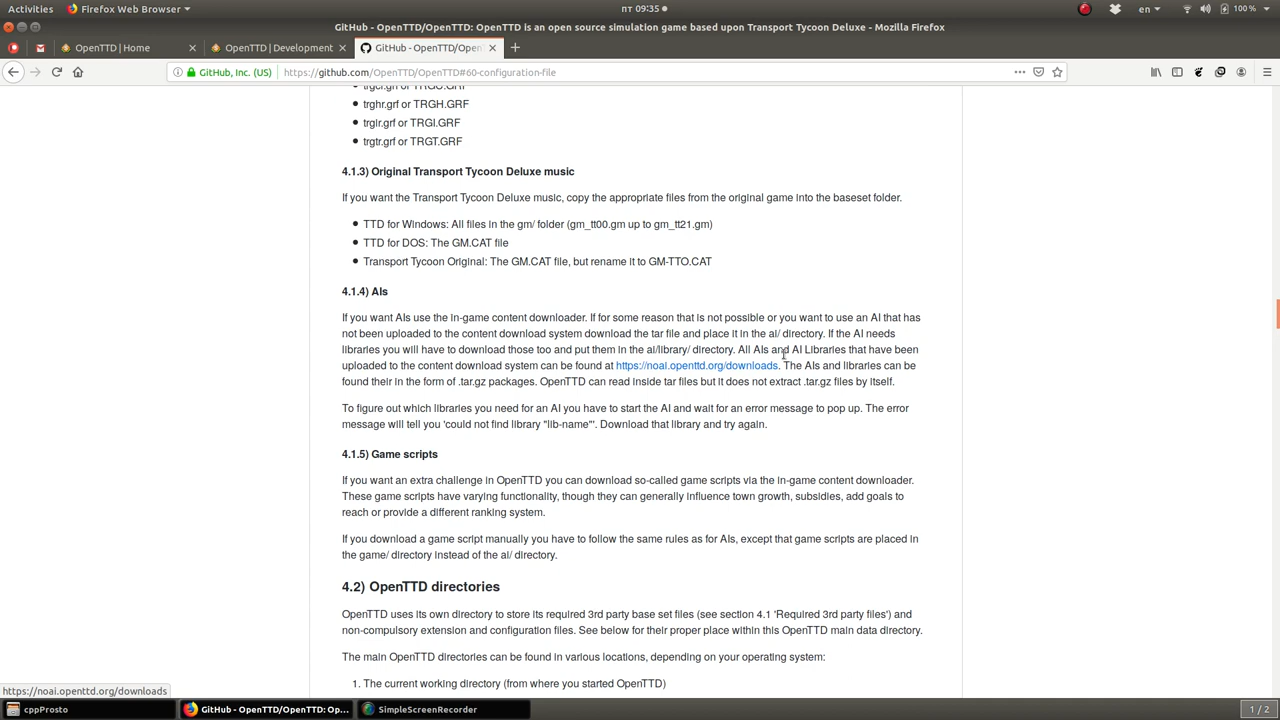 Activities
Firefox Web Browser
пт 09:35
en
100 %
GitHub - OpenTTD/OpenTTD: OpenTTD is an open source simulation game based upon Transport Tycoon Deluxe - Mozilla Firefox
OpenTTD | Home
OpenTTD | Development
GitHub - OpenTTD/Open
GitHub, Inc. (US)
https://github.com/OpenTTD/OpenTTD#60-configuration-file
trgcr.grf or TRGC.GRF
trghr.grf or TRGH.GRF
trgir.grf or TRGI.GRF
trgtr.grf or TRGT.GRF
4.1.3) Original Transport Tycoon Deluxe music
If you want the Transport Tycoon Deluxe music, copy the appropriate files from the original game into the baseset folder.
TTD for Windows: All files in the gm/ folder (gm_tt00.gm up to gm_tt21.gm)
TTD for DOS: The GM.CAT file
Transport Tycoon Original: The GM.CAT file, but rename it to GM-TTO.CAT
4.1.4) AIs
If you want AIs use the in-game content downloader. If for some reason that is not possible or you want to use an AI that has
not been uploaded to the content download system download the tar file and place it in the ai/ directory. If the AI needs
libraries you will have to download those too and put them in the ai/library/ directory. All AIs and AI Libraries that have been
uploaded to the content download system can be found at https://noai.openttd.org/downloads. The AIs and libraries can be
found their in the form of .tar.gz packages. OpenTTD can read inside tar files but it does not extract .tar.gz files by itself.
To figure out which libraries you need for an AI you have to start the AI and wait for an error message to pop up. The error
message will tell you 'could not find library "lib-name"'. Download that library and try again.
4.1.5) Game scripts
If you want an extra challenge in OpenTTD you can download so-called game scripts via the in-game content downloader.
These game scripts have varying functionality, though they can generally influence town growth, subsidies, add goals to
reach or provide a different ranking system.
If you download a game script manually you have to follow the same rules as for AIs, except that game scripts are placed in
the game/ directory instead of the ai/ directory.
4.2) OpenTTD directories
OpenTTD uses its own directory to store its required 3rd party base set files (see section 4.1 'Required 3rd party files') and
non-compulsory extension and configuration files. See below for their proper place within this OpenTTD main data directory.
The main OpenTTD directories can be found in various locations, depending on your operating system:
1. The current working directory (from where you started OpenTTD)
https://noai.openttd.org/downloads
cppProsto
GitHub - OpenTTD/OpenTTD: Op...
SimpleScreenRecorder
1 / 2